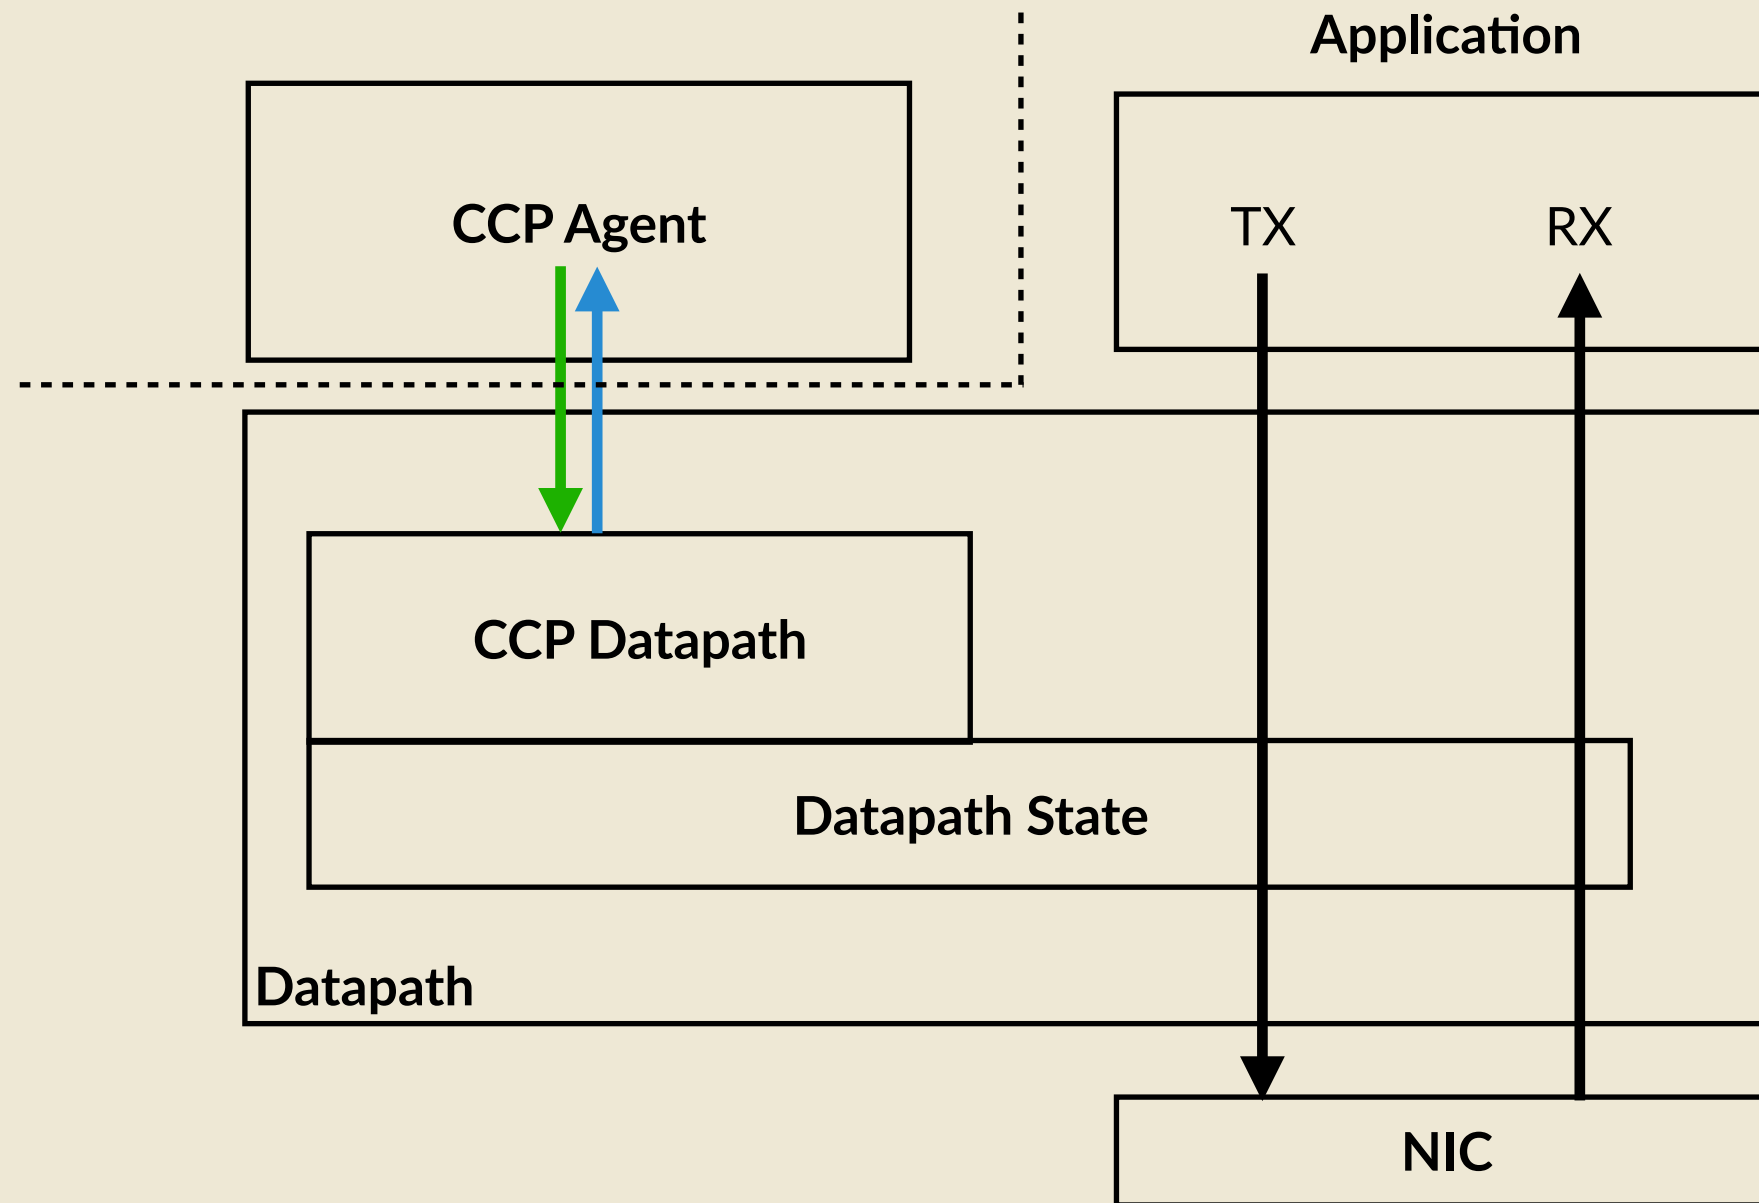 Application
CCP Agent
TX
RX
CCP Datapath
Datapath State
Datapath
NIC